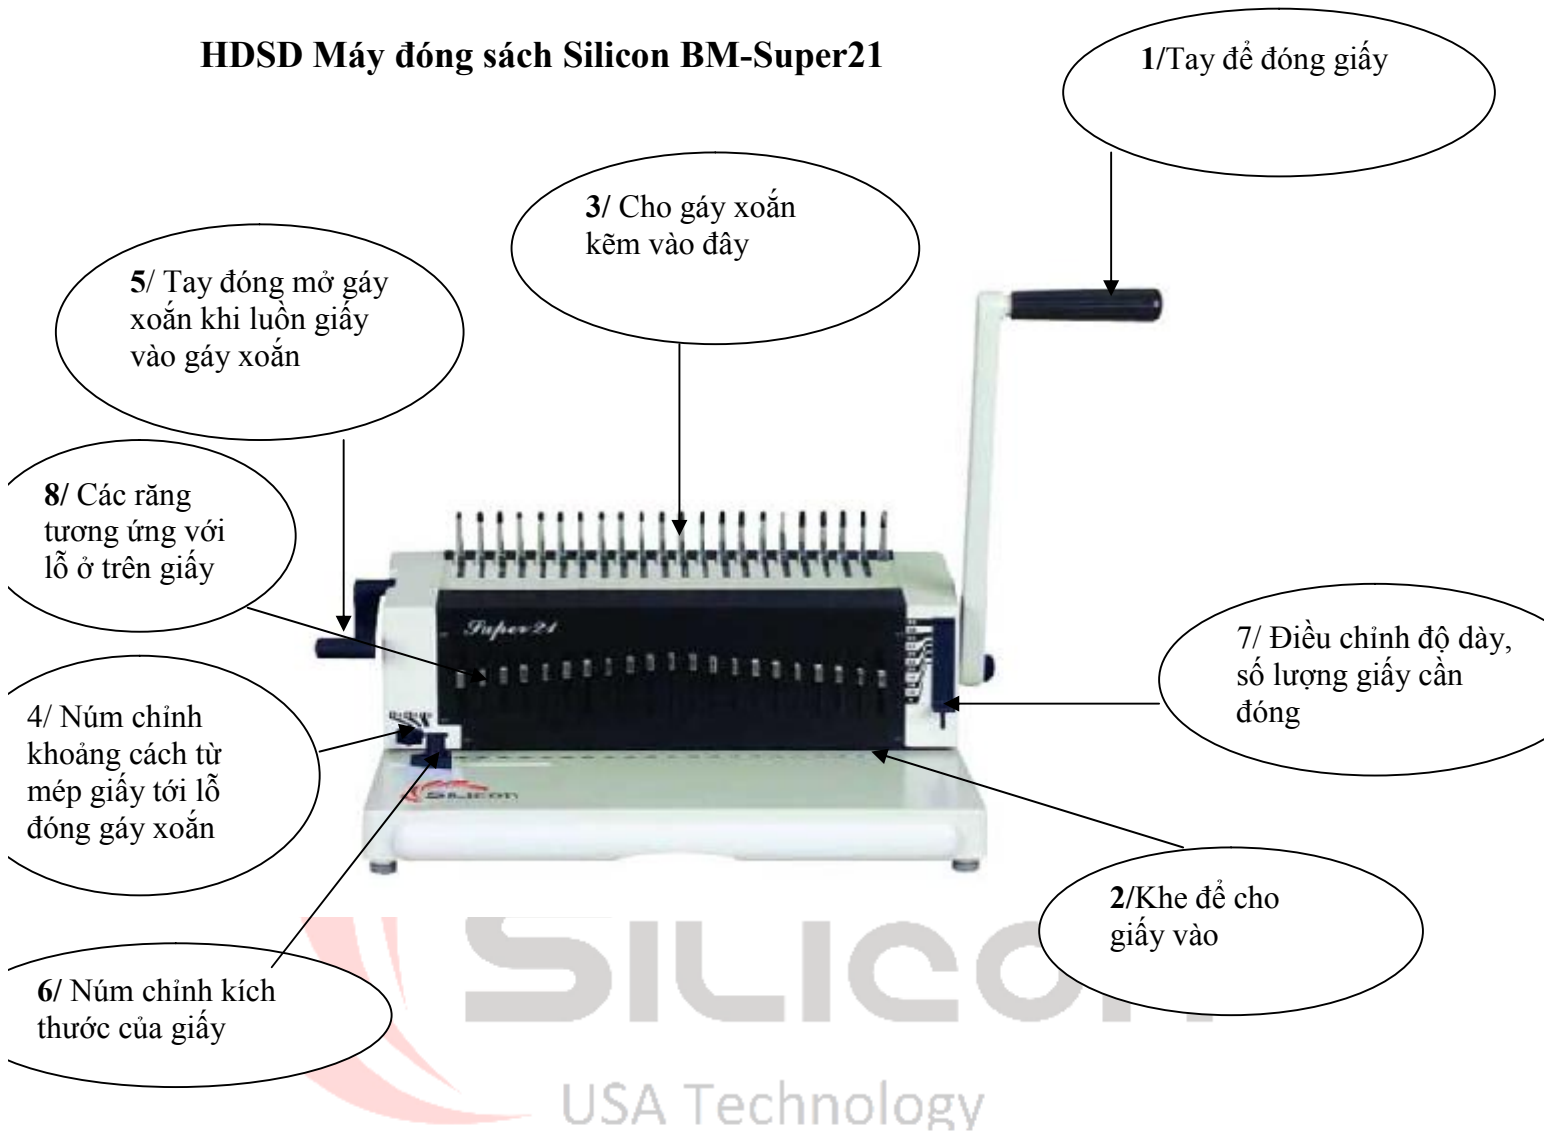 HDSD Máy đóng sách Silicon BM-Super21
1/Tay để đóng giấy
3/ Cho gáy xoắn
kẽm vào đây
5/ Tay đóng mở gáy
xoắn khi luồn giấy
vào gáy xoắn
8/ Các răng
tương ứng với
lỗ ở trên giấy
Super 21
7/ Điều chỉnh độ dày,
số lượng giấy cần
đóng
4/ Núm chỉnh
khoảng cách từ
mép giấy tới lỗ
đóng gáy xoắn
SILICON
2/Khe để cho
giấy vào
6/ Núm chỉnh kích
thước của giấy
SILICON
USA Technology